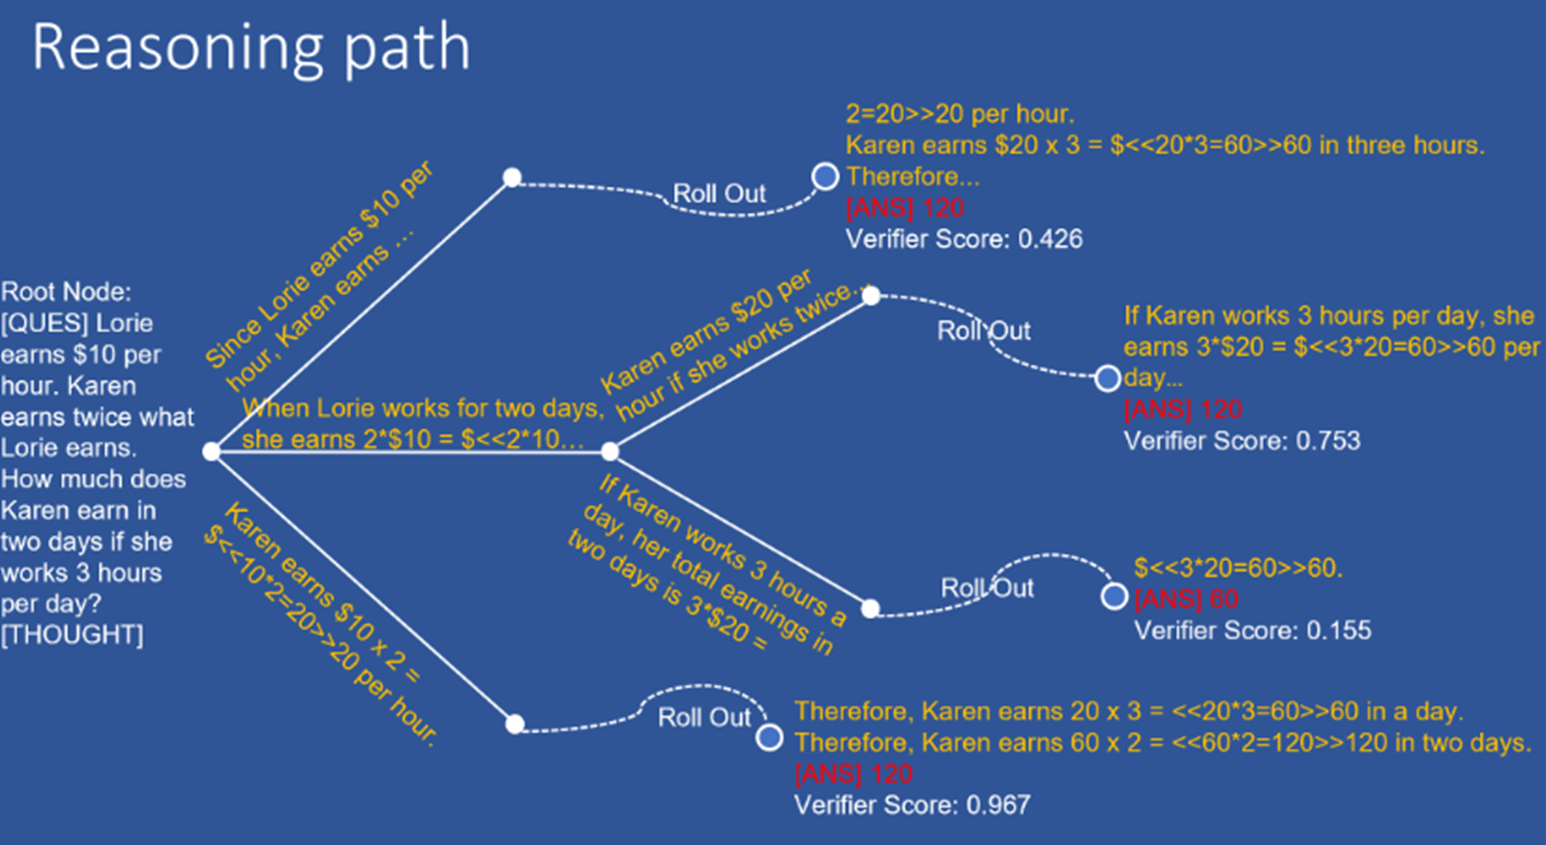 Reasoning path
Root Node:
[QUES] Lorie
earns $10 per
hour. Karen
earns twice what
Lorie earns.
How much does
Karen earn in
two days if she
works 3 hours
per day?
[THOUGHT]
Since Lorie earns $10 per
hour, Karen earns ...
Roll Out
2=20>>20 per hour.
Karen earns $20 x 3 = $<<20*3=60>>60 in three hours.
Therefore...
[ANS] 120
Verifier Score: 0.426
When Lorie works for two days,
she earns 2*$10 = $<<2*10...
Karen earns $20 per
hour if she works twice...
Roll Out
If Karen works 3 hours per day, she
earns 3*$20 = $<<3*20=60>>60 per
day...
[ANS] 120
Verifier Score: 0.753
If Karen works 3 hours a
day, her total earnings in
two days is 3*$20 =
Roll Out
$<<3*20=60>>60.
[ANS] 60
Verifier Score: 0.155
Karen earns $10 x 2 =
$<<10*2=20>>20 per hour.
Roll Out
Therefore, Karen earns 20 x 3 = <<20*3=60>>60 in a day.
Therefore, Karen earns 60 x 2 = <<60*2=120>>120 in two days.
[ANS] 120
Verifier Score: 0.967